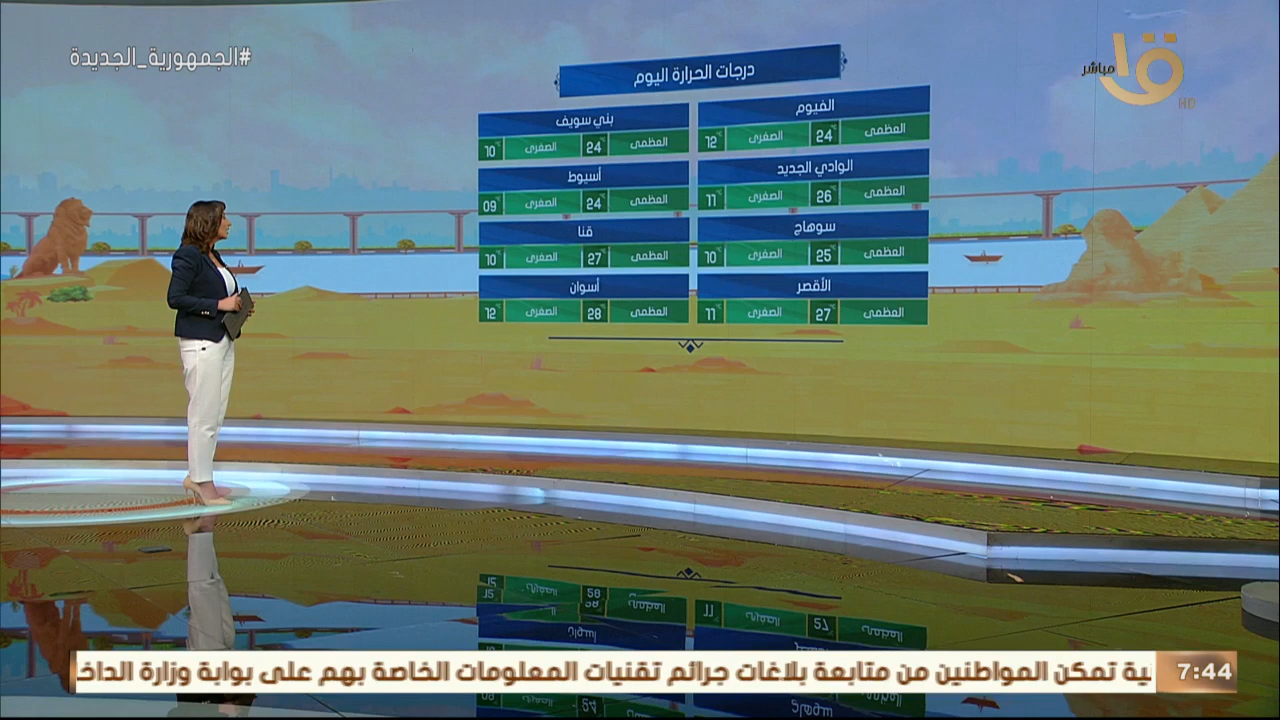 #الجمهورية_الجديدة
مباشر
HD
درجات الحرارة اليوم
الفيوم
العظمى 24 الصغرى 12
بني سويف
العظمى 24 الصغرى 10
الوادي الجديد
العظمى 26 الصغرى 11
أسيوط
العظمى 24 الصغرى 09
سوهاج
العظمى 25 الصغرى 10
قنا
العظمى 27 الصغرى 10
الأقصر
العظمى 27 الصغرى 11
أسوان
العظمى 28 الصغرى 12
7:44 ية تمكن المواطنين من متابعة بلاغات جرائم تقنيات المعلومات الخاصة بهم على بوابة وزارة الداخ